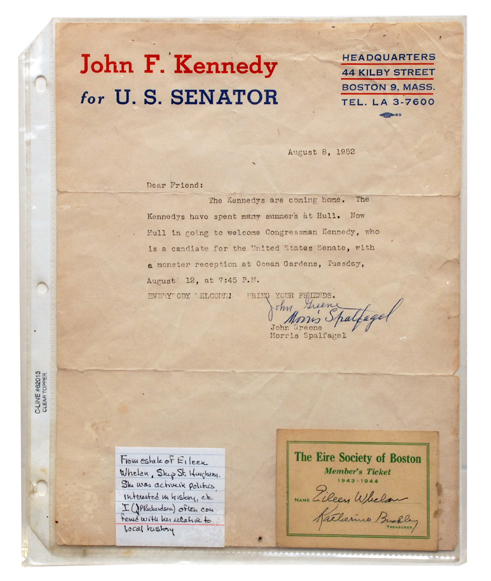 John F. Kennedy
for U. S. SENATOR
HEADQUARTERS
44 KILBY STREET
BOSTON 9, MASS.
TEL. LA 3-7600
August 8, 1952
Dear Friend:
The Kennedys are coming home. The
Kennedys have spent many summer's at Hull. Now
Hull in going to welcome Congressman Kennedy, who
is a candiate for the United States Senate, with
a monster reception at Ocean Gardens, Tuesday,
August 12, at 7:45 P.M.
EVERYBODY WELCOME: BRING YOUR FRIENDS.
John Greene
Morris Spalfagel
John Greene
Morris Spalfagel
C-LINE #62013
CLEAR TOPPER
From estate of Eileen
Whelan, Ship St. Hingham.
She was active in politics,
interested in history, etc
I often con
with her relative to
local history
The Eire Society of Boston
Member's Ticket
1943-1944
NAME Eileen Whelan
Katherine Buckley
TREASURER